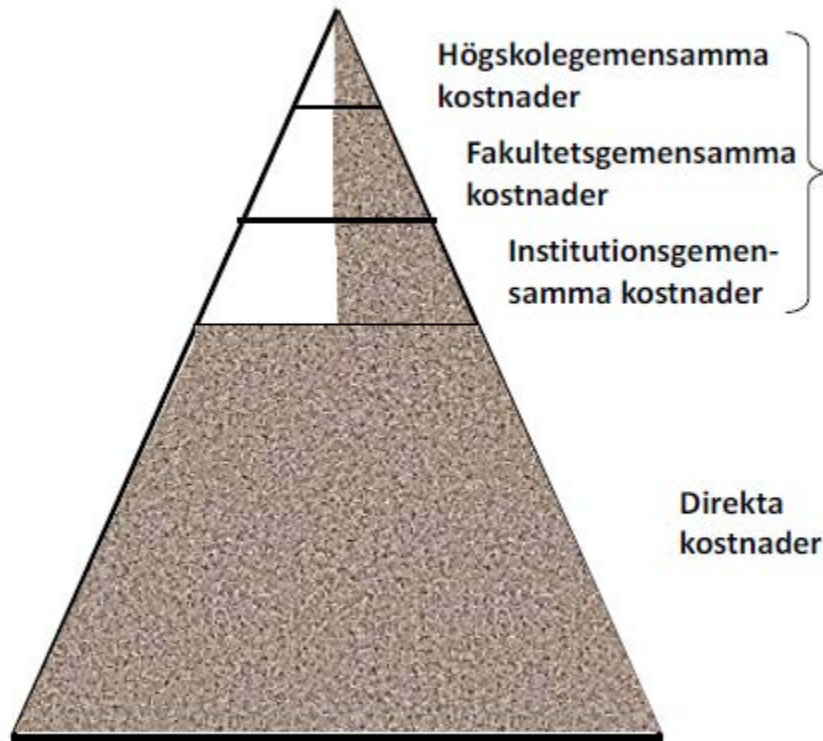 Högskolegemensamma
kostnader
Fakultetsgemensamma
kostnader
Institutionsgemen-
samma kostnader
Direkta
kostnader